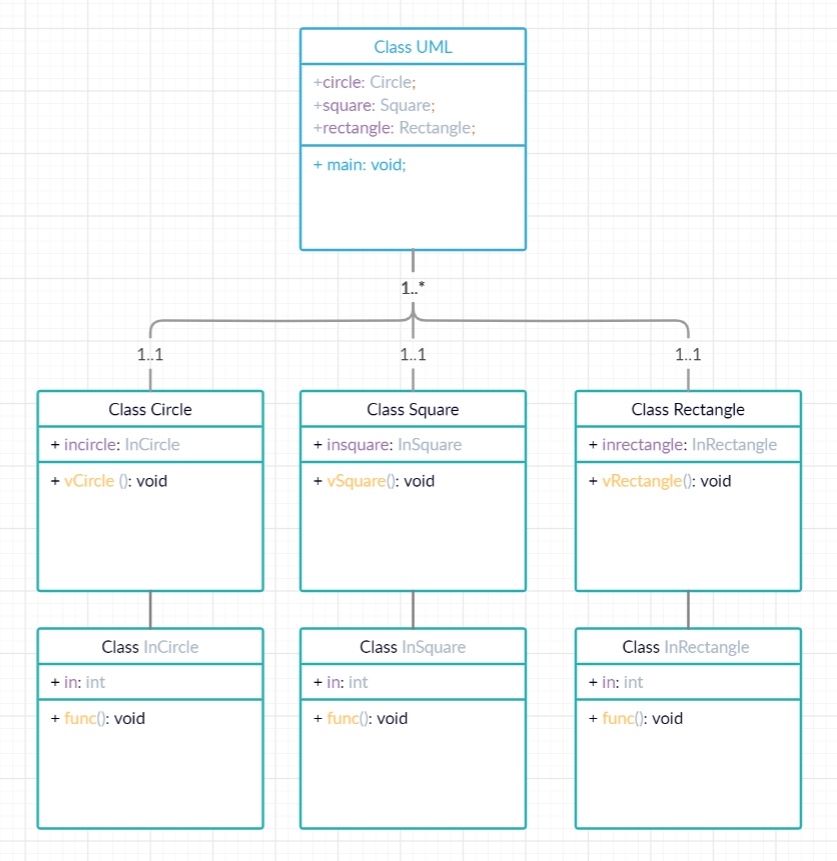 Class UML
+circle: Circle;
+square: Square;
+rectangle: Rectangle;
+ main: void;
1..*
1..1
1..1
1..1
Class Circle
+ incircle: InCircle
+ vCircle (): void
Class Square
+ insquare: InSquare
+ vSquare(): void
Class Rectangle
+ inrectangle: InRectangle
+ vRectangle(): void
Class InCircle
+ in: int
+ func(): void
Class InSquare
+ in: int
+ func(): void
Class InRectangle
+ in: int
+ func(): void